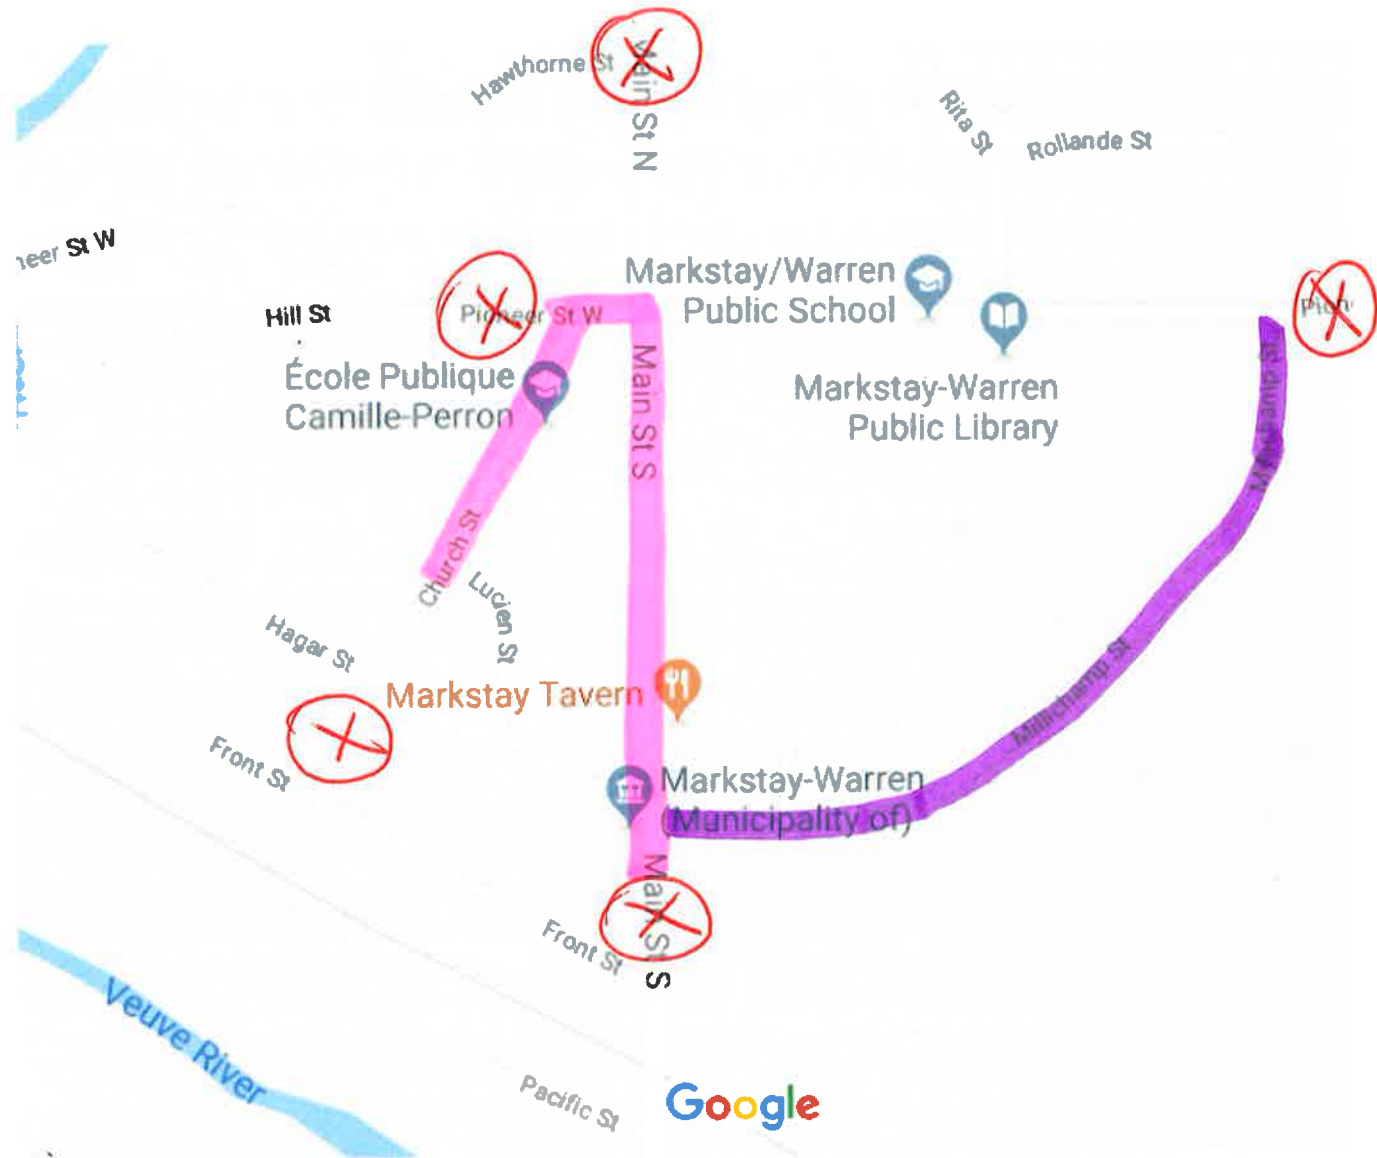 Hawthorne St
Main St N
Rita St
Rollande St
St W
Hill St
Pioneer St W
Markstay/Warren
Public School
École Publique
Camille-Perron
Main St S
Markstay-Warren
Public Library
Millichamp St
Church St
Lucien St
Hagar St
Markstay Tavern
Millichamp St
Front St
Markstay-Warren
(Municipality of)
Main St S
Front St
Veuve River
Pacific St
Google